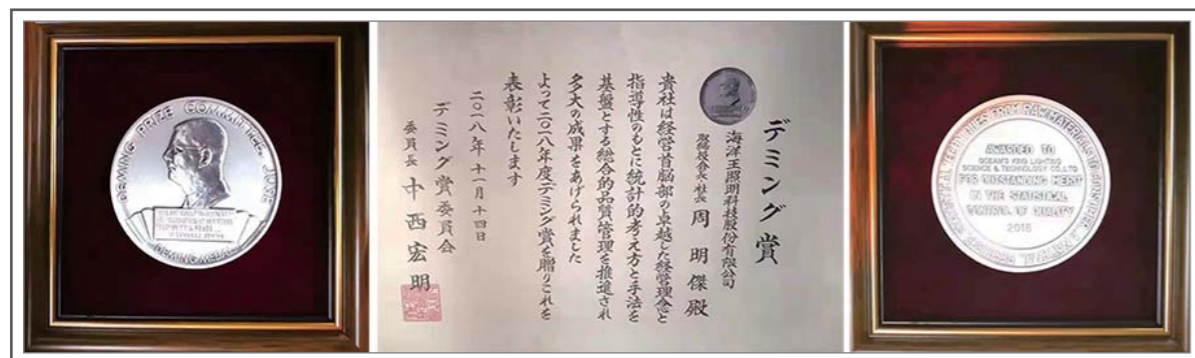 DEMING PRIZE COMMITTEE, JUSE
DEMING MEDAL
デミング賞
海洋王照明科技股份有限公司
取締役会長 社長 周明傑殿
貴社は経営首脳部の卓越した経営理念と
指導性のもとに統計的考え方と手法を
基盤とする総合的品質管理を推進され
多大の成果をあげられました
よって二〇一八年度デミング賞を贈りこれを
表彰いたします
二〇一八年十一月十四日
デミング賞委員会
委員長 中西宏明
AWARDED TO
OCEAN'S KING LIGHTING
SCIENCE & TECHNOLOGY CO.,LTD
FOR OUTSTANDING MERIT
IN THE STATISTICAL
CONTROL OF QUALITY
2018